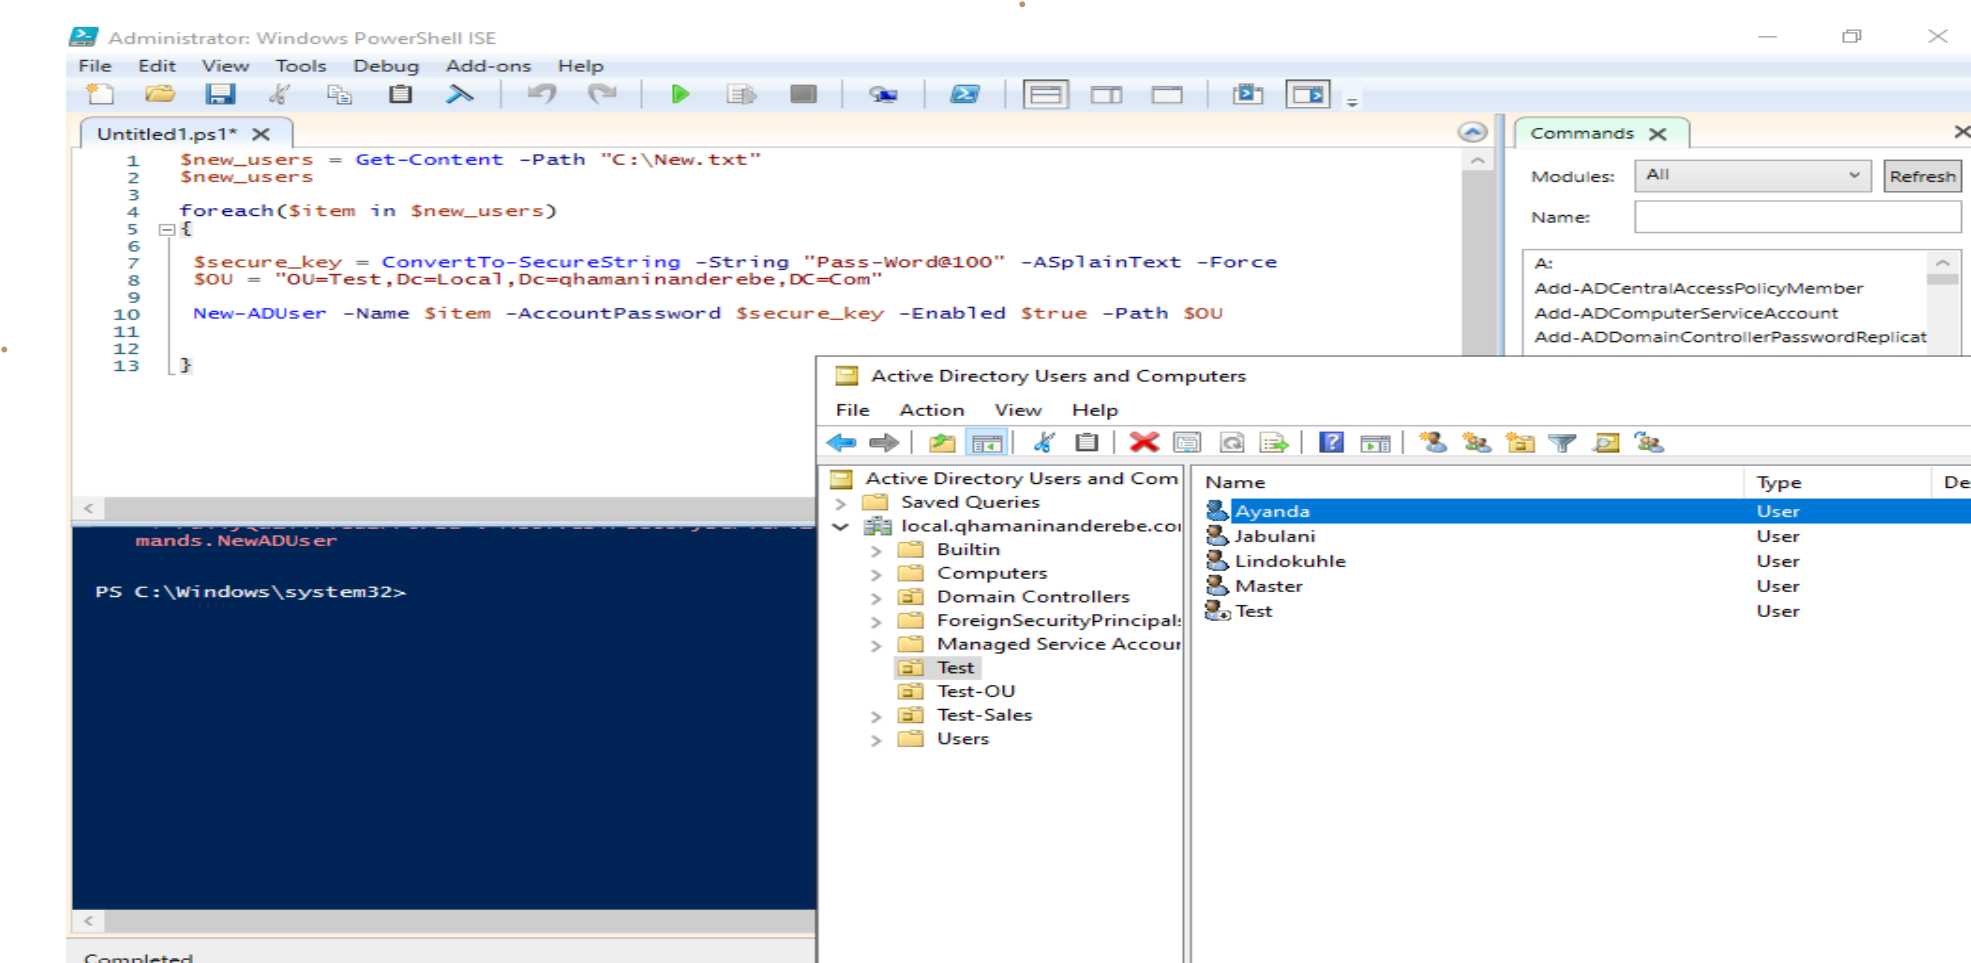 Administrator: Windows PowerShell ISE
File Edit View Tools Debug Add-ons Help
Untitled1.ps1*
1 $new_users = Get-Content -Path "C:\New.txt"
2 $new_users
3
4 foreach($item in $new_users)
5 {
6
7 $secure_key = ConvertTo-SecureString -String "Pass-Word@100" -ASplainText -Force
8 $OU = "OU=Test,Dc=Local,Dc=qhamaninanderebe,DC=Com"
9
10 New-ADUser -Name $item -AccountPassword $secure_key -Enabled $true -Path $OU
11
12
13 }
Commands
Modules: All Refresh
Name:
A:
Add-ADCentralAccessPolicyMember
Add-ADComputerServiceAccount
Add-ADDomainControllerPasswordReplicat
mands.NewADUser
PS C:\Windows\system32>
Completed
Active Directory Users and Computers
File Action View Help
Active Directory Users and Com
Saved Queries
local.qhamaninanderebe.co
Builtin
Computers
Domain Controllers
ForeignSecurityPrincipal
Managed Service Accour
Test
Test-OU
Test-Sales
Users
Name Type De
Ayanda User
Jabulani User
Lindokuhle User
Master User
Test User